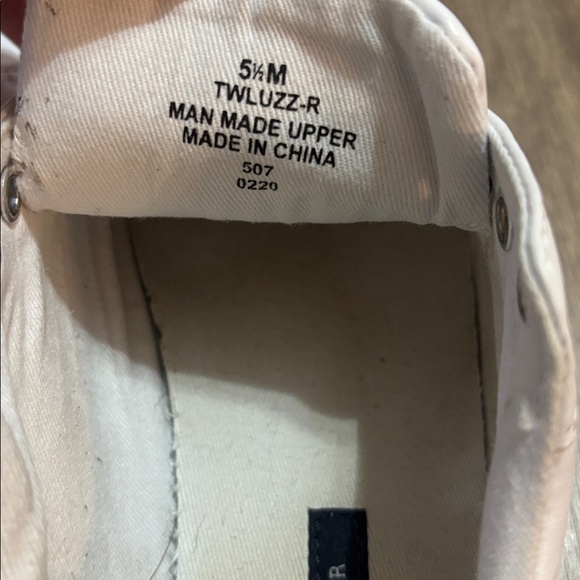 5½M
TWLUZZ-R
MAN MADE UPPER
MADE IN CHINA
507
0220
R